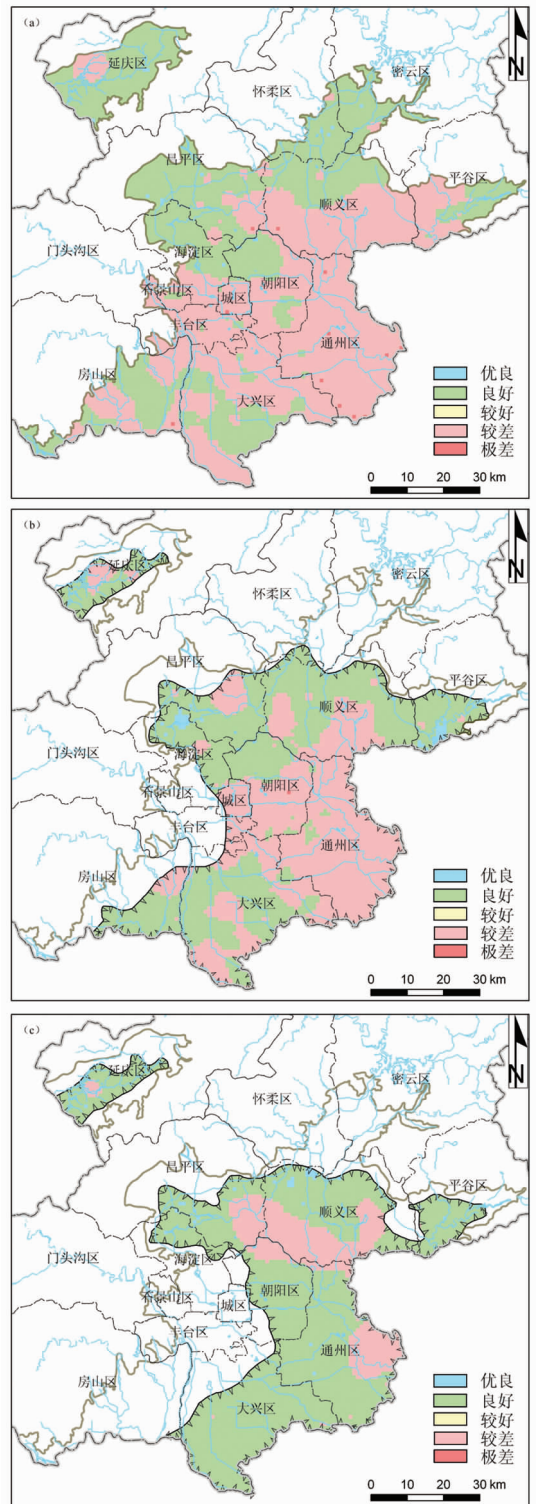 (a)
N
延庆区
密云区
怀柔区
昌平区
平谷区
顺义区
门头沟区
海淀区
朝阳区
石景山区
城区
丰台区
通州区
房山区
大兴区
优良
良好
较好
较差
极差
0 10 20 30 km
(b)
N
延庆区
密云区
怀柔区
昌平区
平谷区
顺义区
门头沟区
海淀区
朝阳区
石景山区
城区
丰台区
通州区
房山区
大兴区
优良
良好
较好
较差
极差
0 10 20 30 km
(c)
N
延庆区
密云区
怀柔区
昌平区
平谷区
顺义区
门头沟区
海淀区
朝阳区
石景山区
城区
丰台区
通州区
房山区
大兴区
优良
良好
较好
较差
极差
0 10 20 30 km